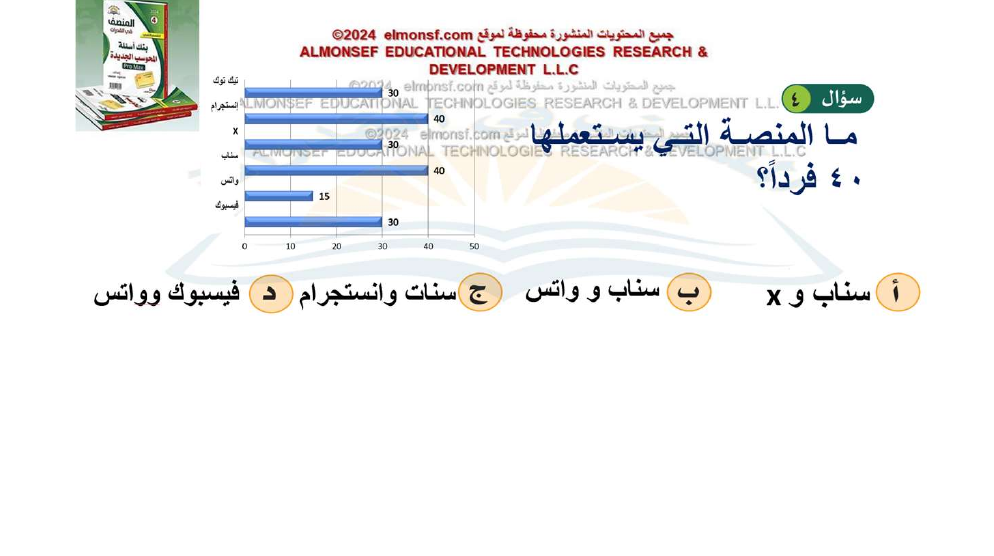 المنصف
في القدرات
بنك أسئلة
المحوسب الجديدة
جميع المحتويات المنشورة محفوظة لموقع elmonsf.com ©2024
ALMONSEF EDUCATIONAL TECHNOLOGIES RESEARCH &
DEVELOPMENT L.L.C
جميع المحتويات المنشورة محفوظة لموقع elmonsf.com ©2024
ALMONSEF EDUCATIONAL TECHNOLOGIES RESEARCH & DEVELOPMENT L.L.C
جميع المحتويات المنشورة محفوظة لموقع elmonsf.com ©2024
ALMONSEF EDUCATIONAL TECHNOLOGIES RESEARCH & DEVELOPMENT L.L.C
سؤال ٤
ما المنصة التي يستعملها
٤٠ فرداً؟
تيك توك 30
انستجرام 40
x 30
سناب 40
واتس 15
فيسبوك 30
0 10 20 30 40 50
أ سناب و x
ب سناب و واتس
ج سنات وانستجرام
د فيسبوك وواتس